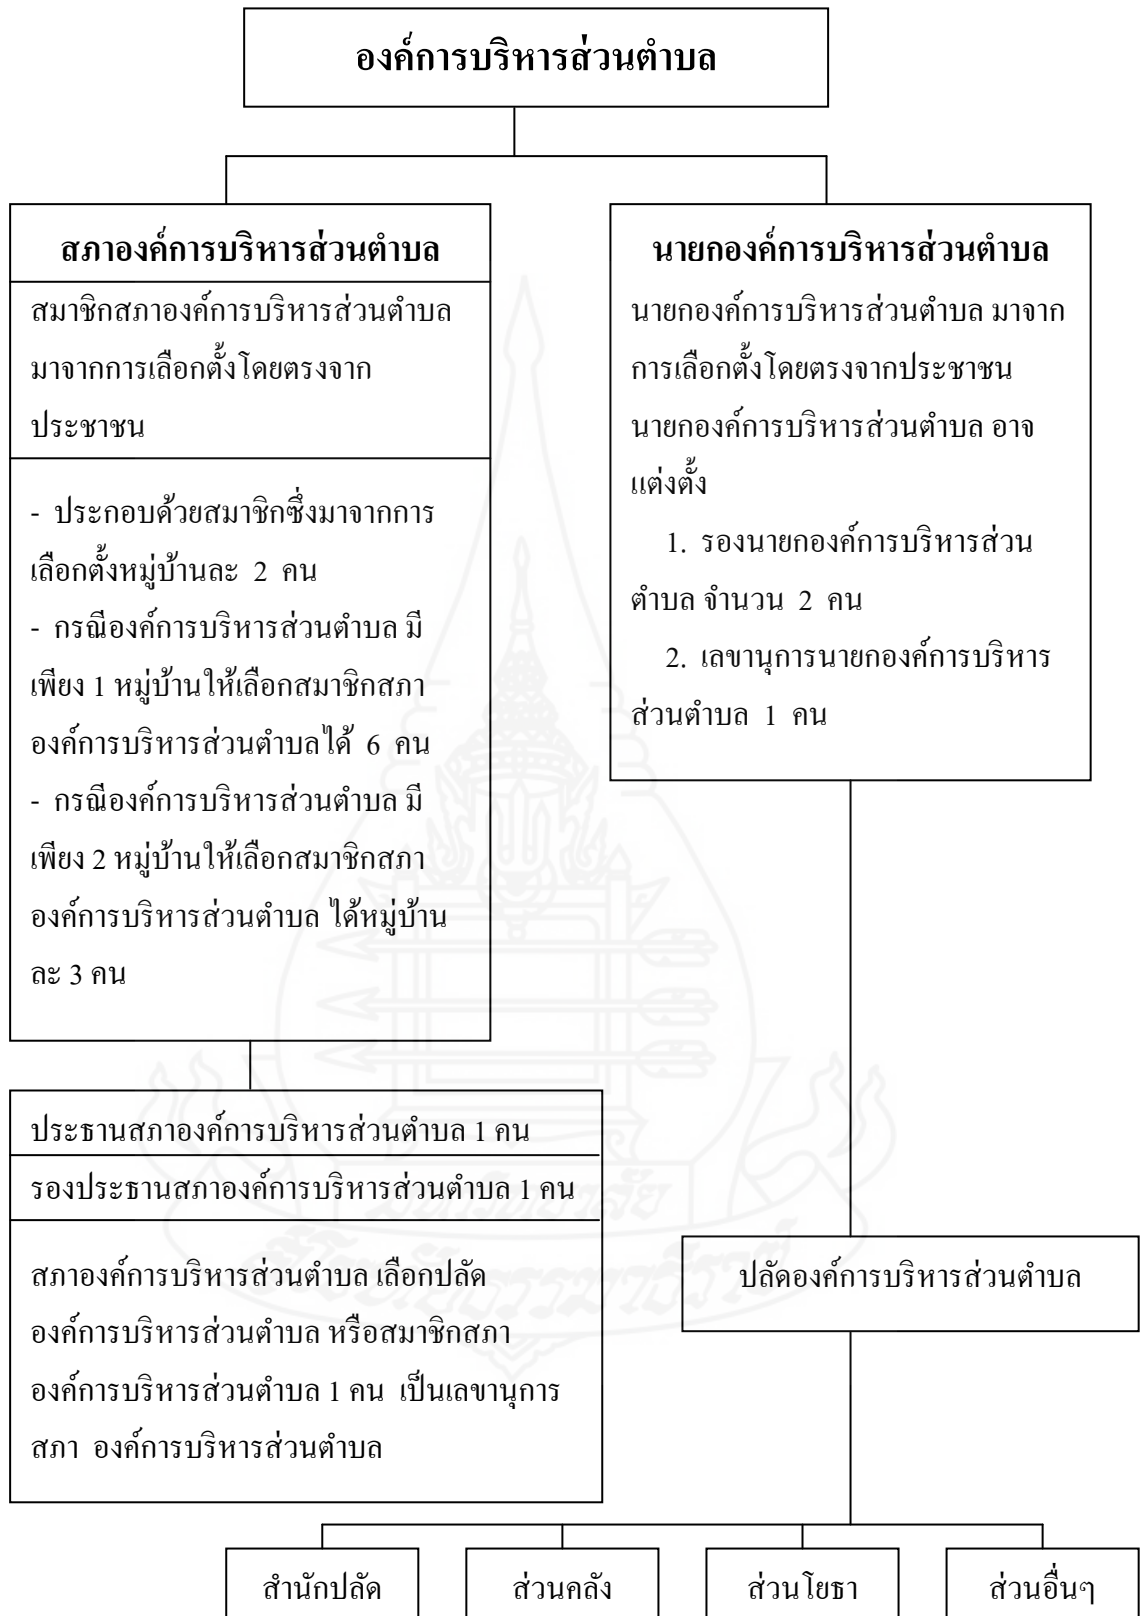 องค์การบริหารส่วนตำบล
สภาองค์การบริหารส่วนตำบล
สมาชิกสภาองค์การบริหารส่วนตำบล
มาจากการเลือกตั้งโดยตรงจาก
ประชาชน
- ประกอบด้วยสมาชิกซึ่งมาจากการ
เลือกตั้งหมู่บ้านละ 2 คน
- กรณีองค์การบริหารส่วนตำบล มี
เพียง 1 หมู่บ้านให้เลือกสมาชิกสภา
องค์การบริหารส่วนตำบลได้ 6 คน
- กรณีองค์การบริหารส่วนตำบล มี
เพียง 2 หมู่บ้านให้เลือกสมาชิกสภา
องค์การบริหารส่วนตำบล ได้หมู่บ้าน
ละ 3 คน
นายกองค์การบริหารส่วนตำบล
นายกองค์การบริหารส่วนตำบล มาจาก
การเลือกตั้งโดยตรงจากประชาชน
นายกองค์การบริหารส่วนตำบล อาจ
แต่งตั้ง
1. รองนายกองค์การบริหารส่วน
ตำบล จำนวน 2 คน
2. เลขานุการนายกองค์การบริหาร
ส่วนตำบล 1 คน
ประธานสภาองค์การบริหารส่วนตำบล 1 คน
รองประธานสภาองค์การบริหารส่วนตำบล 1 คน
สภาองค์การบริหารส่วนตำบล เลือกปลัด
องค์การบริหารส่วนตำบล หรือสมาชิกสภา
องค์การบริหารส่วนตำบล 1 คน เป็นเลขานุการ
สภา องค์การบริหารส่วนตำบล
ปลัดองค์การบริหารส่วนตำบล
สำนักปลัด
ส่วนคลัง
ส่วนโยธา
ส่วนอื่นๆ
มหาวิทยาลัย
สุโขทัยธรรมาธิราช